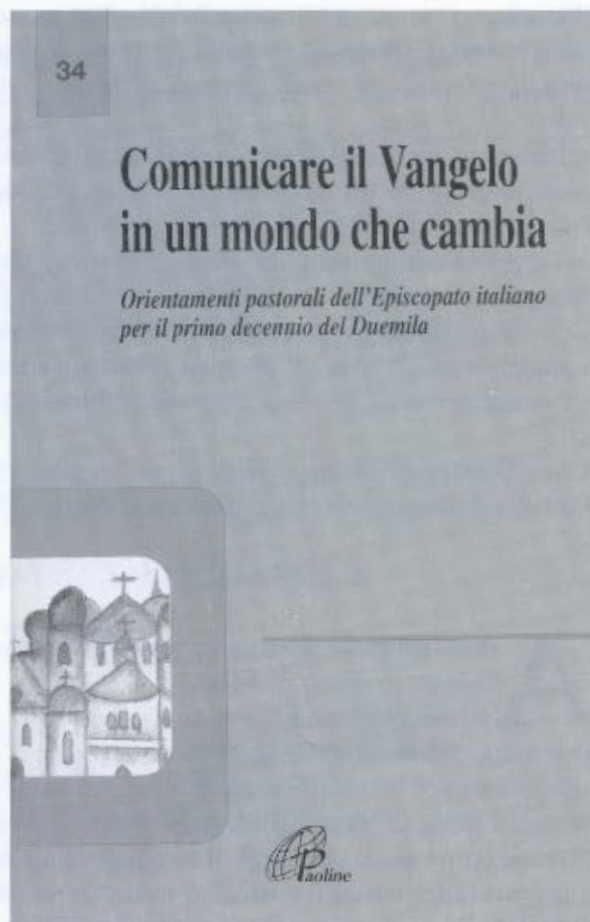 34
Comunicare il Vangelo
in un mondo che cambia
Orientamenti pastorali dell'Episcopato italiano
per il primo decennio del Duemila
Paoline